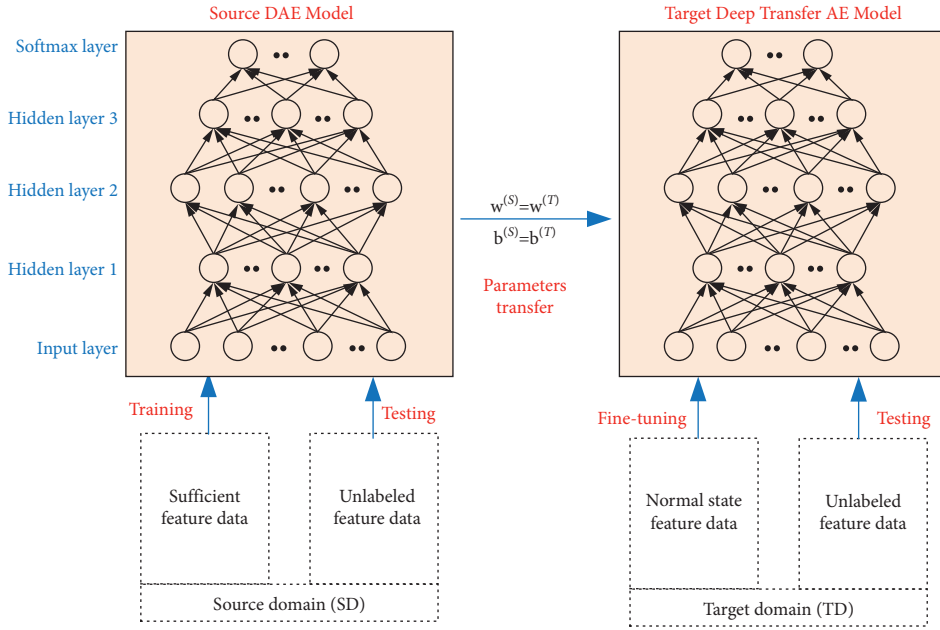 Source DAE Model
Target Deep Transfer AE Model
Softmax layer
Hidden layer 3
Hidden layer 2
Hidden layer 1
Input layer
w^(S)=w^(T)
b^(S)=b^(T)
Parameters
transfer
Training
Testing
Fine-tuning
Testing
Sufficient
feature data
Unlabeled
feature data
Normal state
feature data
Unlabeled
feature data
Source domain (SD)
Target domain (TD)